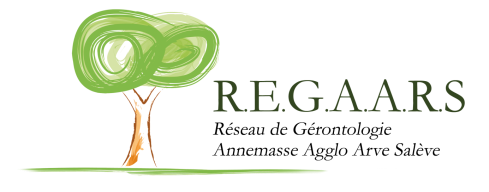 R.E.G.A.A.R.S
Réseau de Gérontologie
Annemasse Agglo Arve Salève